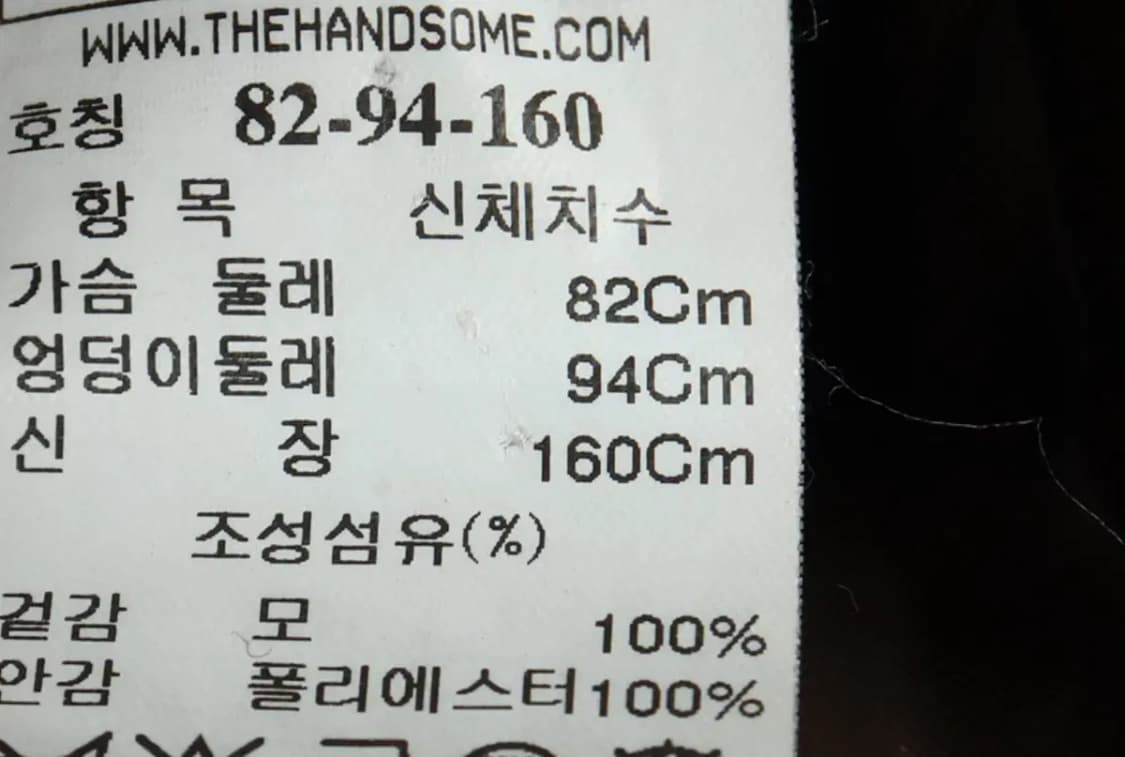 WWW.THEHANDSOME.COM
호칭 82-94-160
항 목 신체치수
가슴 둘레 82Cm
엉덩이둘레 94Cm
신 장 160Cm
조성섬유(%)
겉감 모 100%
안감 폴리에스터100%